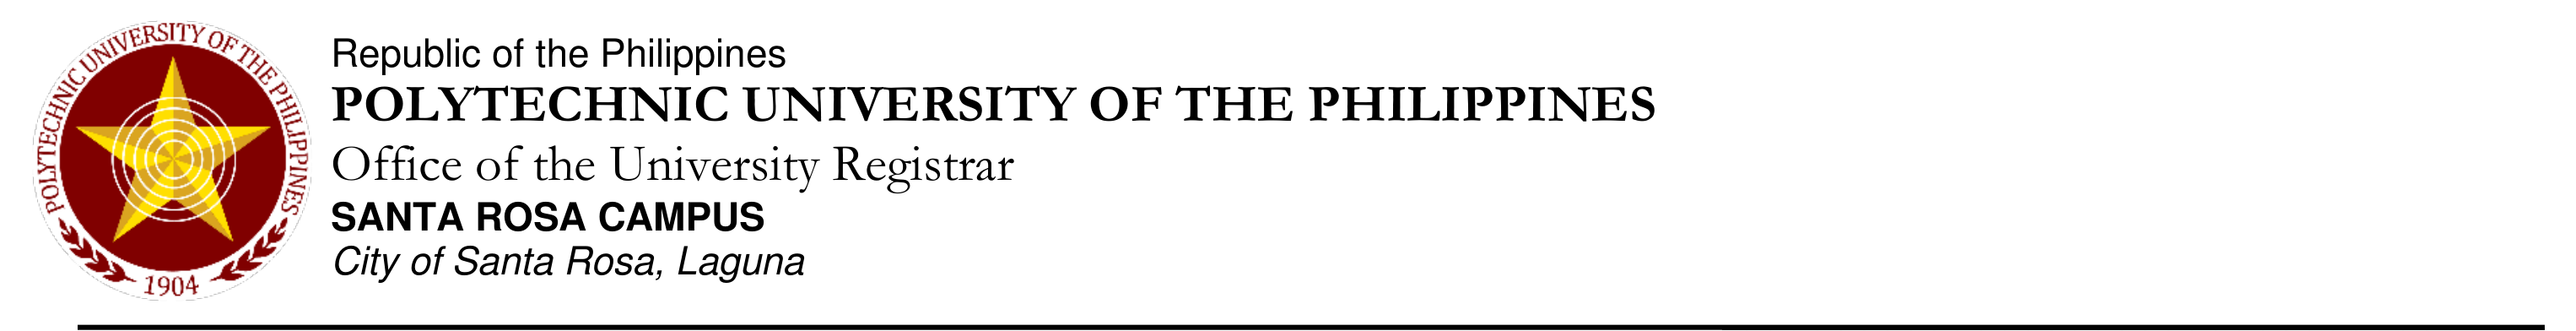 POLYTECHNIC UNIVERSITY OF THE PHILIPPINES
1904
Republic of the Philippines
POLYTECHNIC UNIVERSITY OF THE PHILIPPINES
Office of the University Registrar
SANTA ROSA CAMPUS
City of Santa Rosa, Laguna